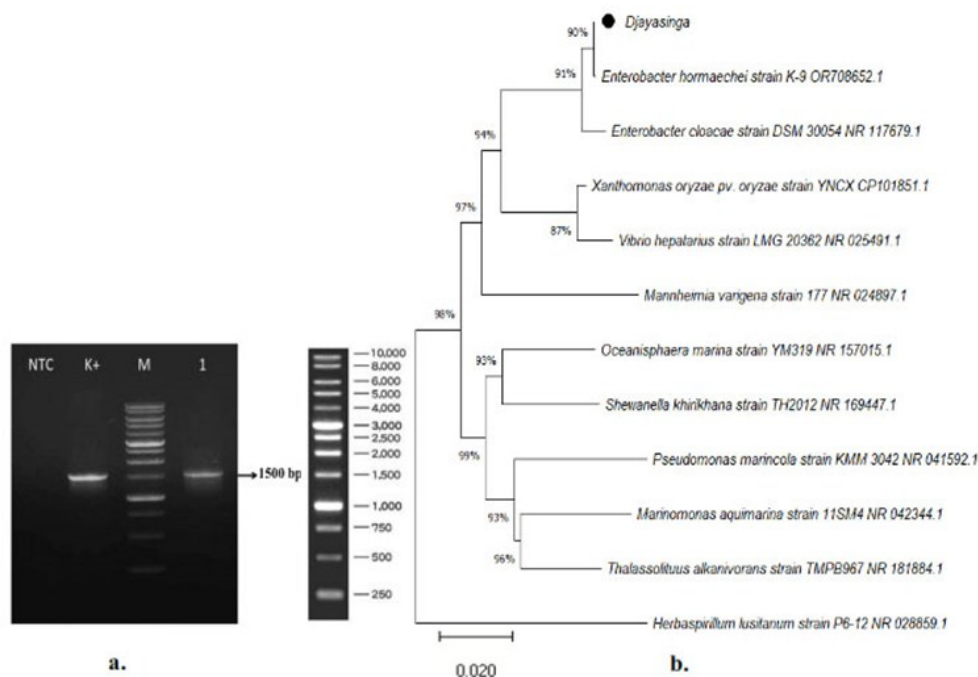 NTC K+ M 1
1500 bp
10,000
8,000
6,000
5,000
4,000
3,000
2,500
2,000
1,500
1,000
750
500
250
a.
90%
Djayasinga
91%
Enterobacter hormaechei strain K-9 OR708652.1
Enterobacter cloacae strain DSM 30054 NR 117679.1
94%
Xanthomonas oryzae pv. oryzae strain YNCX CP101851.1
97%
87%
Vibrio hepatarius strain LMG 20362 NR 025491.1
Mannheimia varigena strain 177 NR 024897.1
98%
93%
Oceanisphaera marina strain YM319 NR 157015.1
Shewanella khirikhana strain TH2012 NR 169447.1
99%
Pseudomonas marincola strain KMM 3042 NR 041592.1
93%
Marinomonas aquimarina strain 11SM4 NR 042344.1
96%
Thalassolituus alkanivorans strain TMPB967 NR 181884.1
Herbaspirillum lusitanum strain P6-12 NR 028859.1
0.020
b.